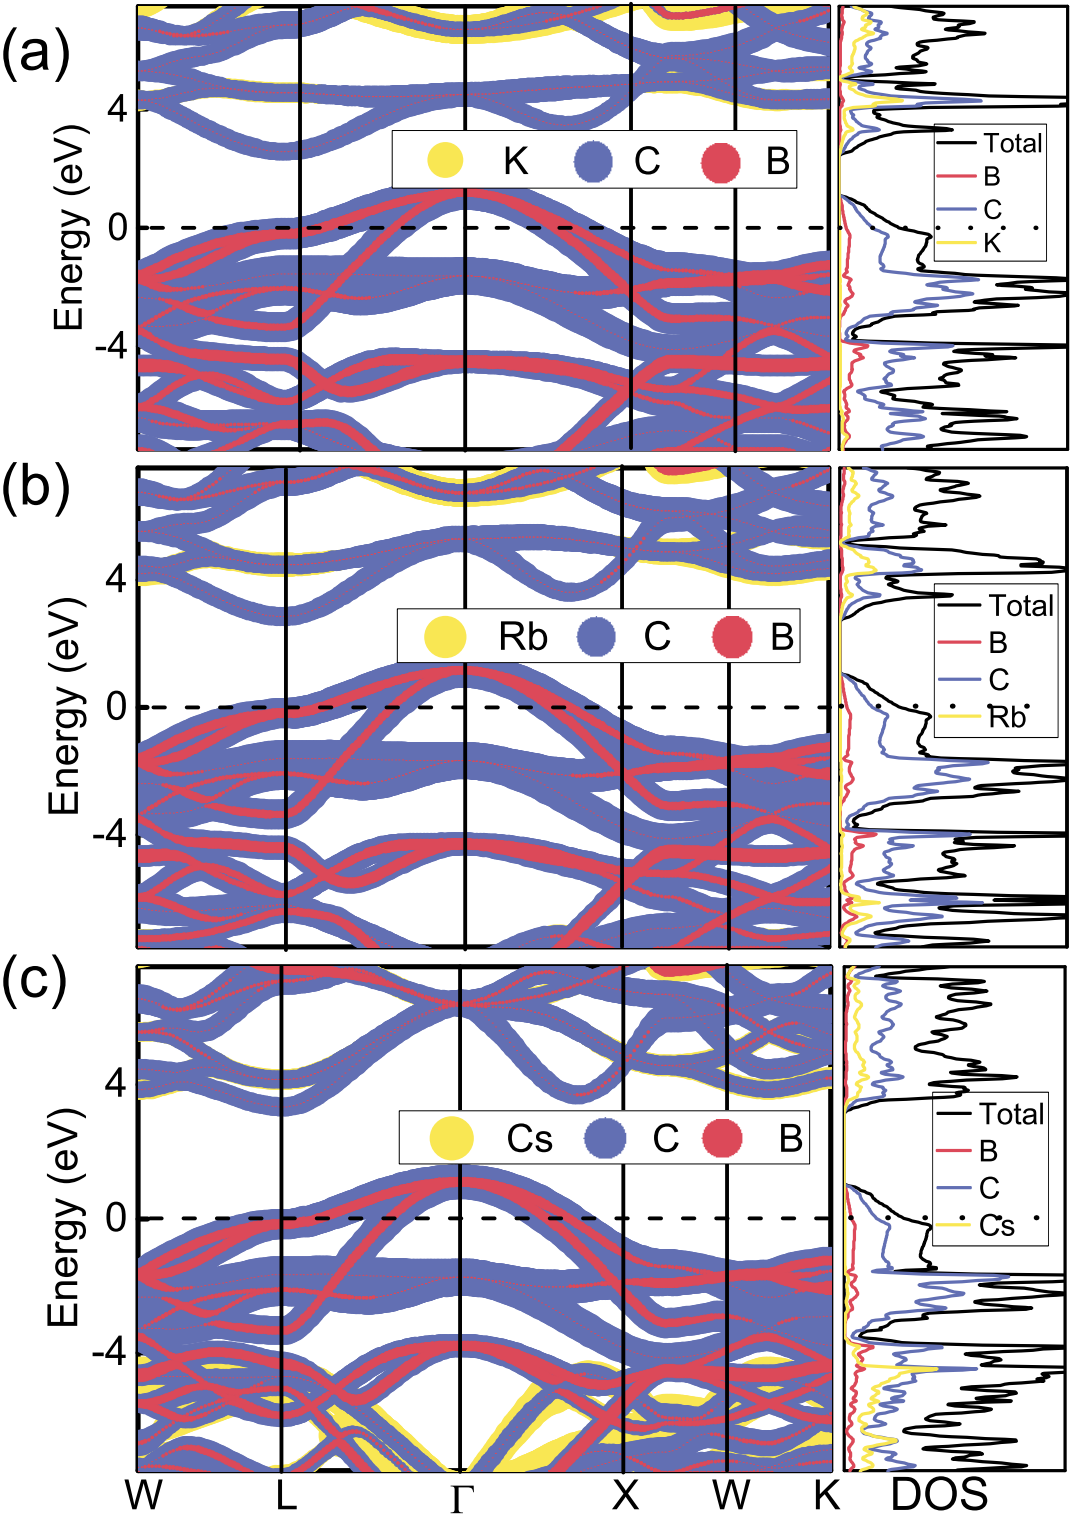 (a)
Energy (eV)
4
0
-4
K C B
Total
B
C
K
(b)
Energy (eV)
4
0
-4
Rb C B
Total
B
C
Rb
(c)
Energy (eV)
4
0
-4
Cs C B
Total
B
C
Cs
W L Γ X W K DOS